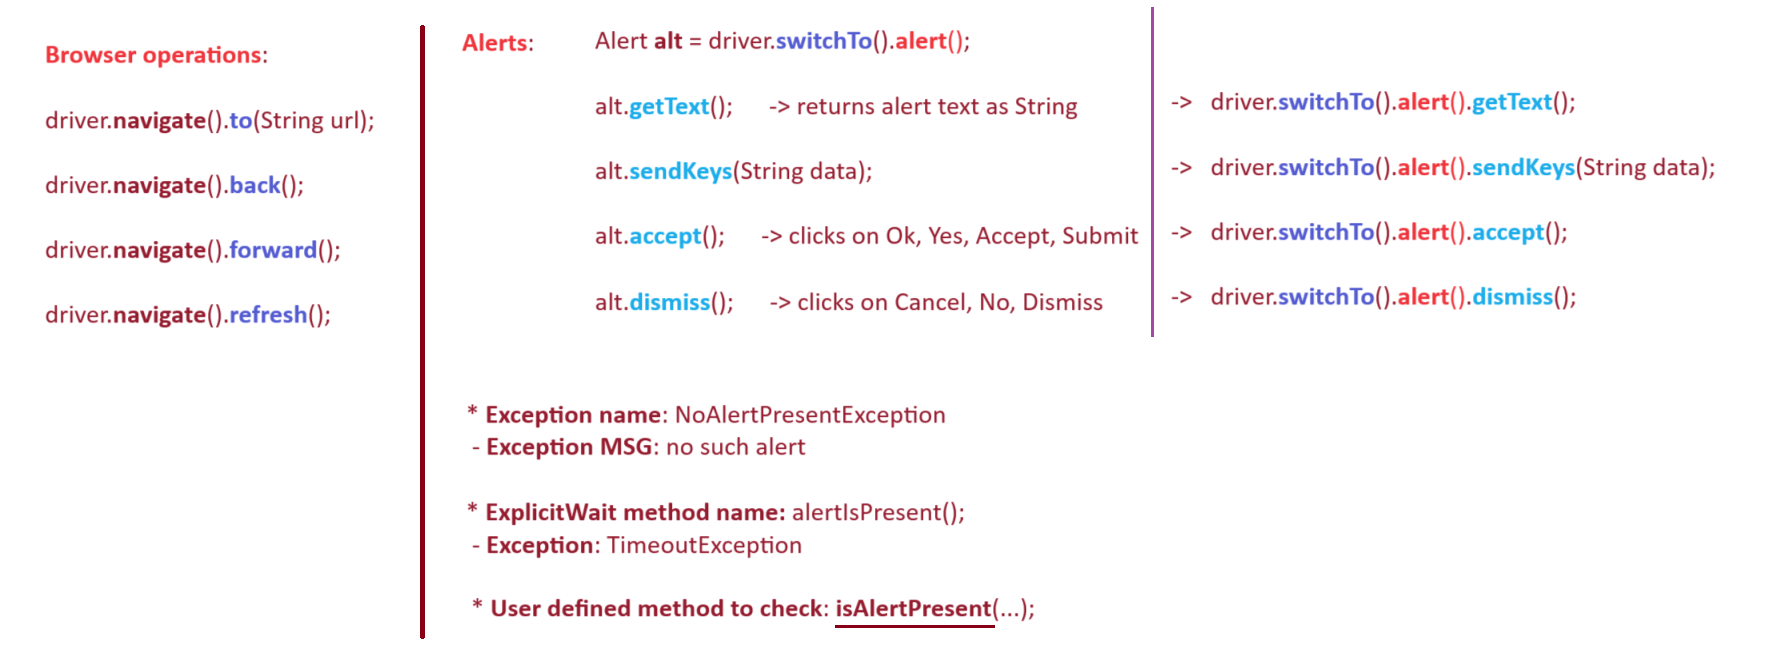 Browser operations:
driver.navigate().to(String url);
driver.navigate().back();
driver.navigate().forward();
driver.navigate().refresh();
Alerts: Alert alt = driver.switchTo().alert();
alt.getText(); -> returns alert text as String
alt.sendKeys(String data);
alt.accept(); -> clicks on Ok, Yes, Accept, Submit
alt.dismiss(); -> clicks on Cancel, No, Dismiss
-> driver.switchTo().alert().getText();
-> driver.switchTo().alert().sendKeys(String data);
-> driver.switchTo().alert().accept();
-> driver.switchTo().alert().dismiss();
* Exception name: NoAlertPresentException
- Exception MSG: no such alert
* ExplicitWait method name: alertIsPresent();
- Exception: TimeoutException
* User defined method to check: isAlertPresent(...);